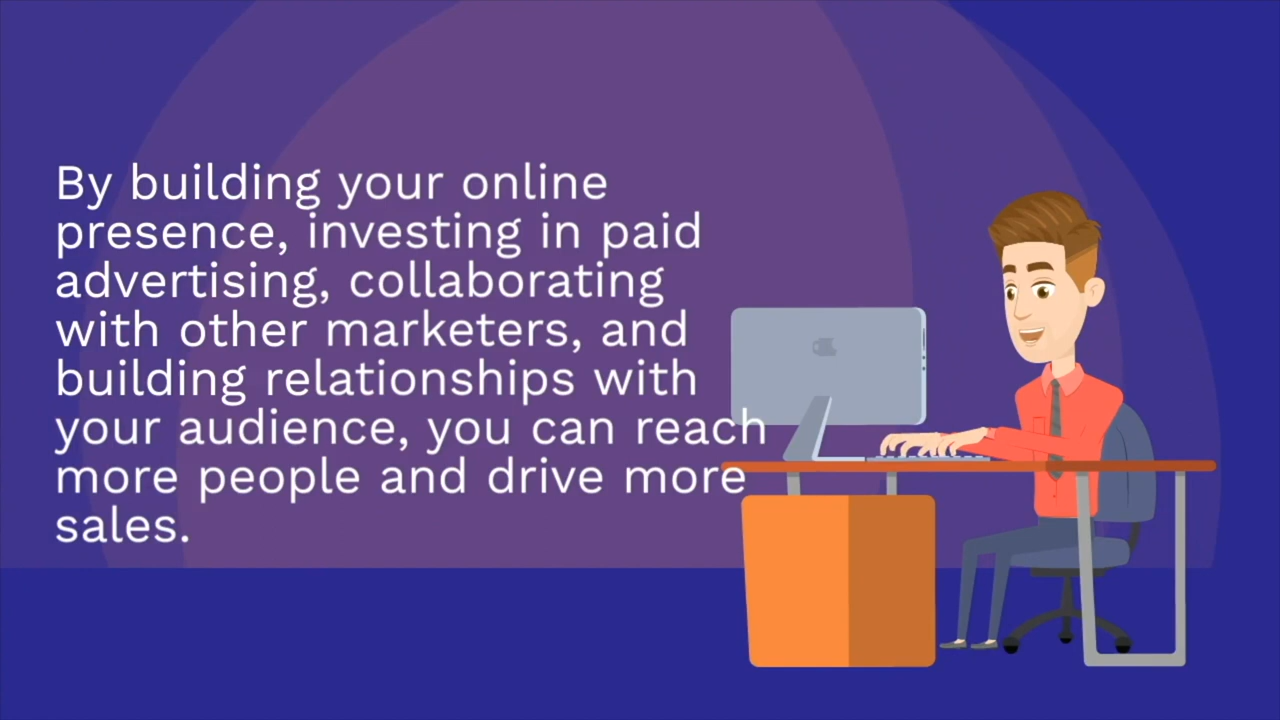 By building your online
presence, investing in paid
advertising, collaborating
with other marketers, and
building relationships with
your audience, you can reach
more people and drive more
sales.